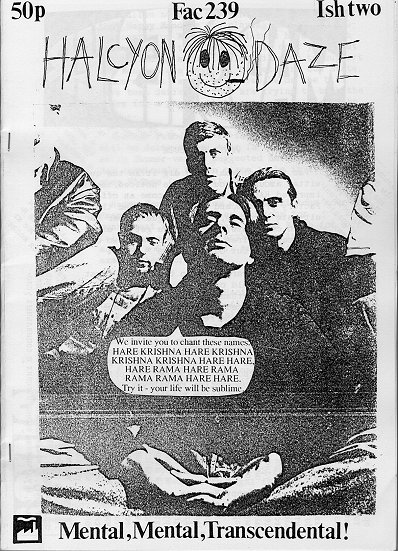 50p Fac 239 Ish two
HALCYON DAZE
We invite you to chant these names.
HARE KRISHNA HARE KRISHNA
KRISHNA KRISHNA HARE HARE
HARE RAMA HARE RAMA
RAMA RAMA HARE HARE.
Try it - your life will be sublime
Mental,Mental,Transcendental!